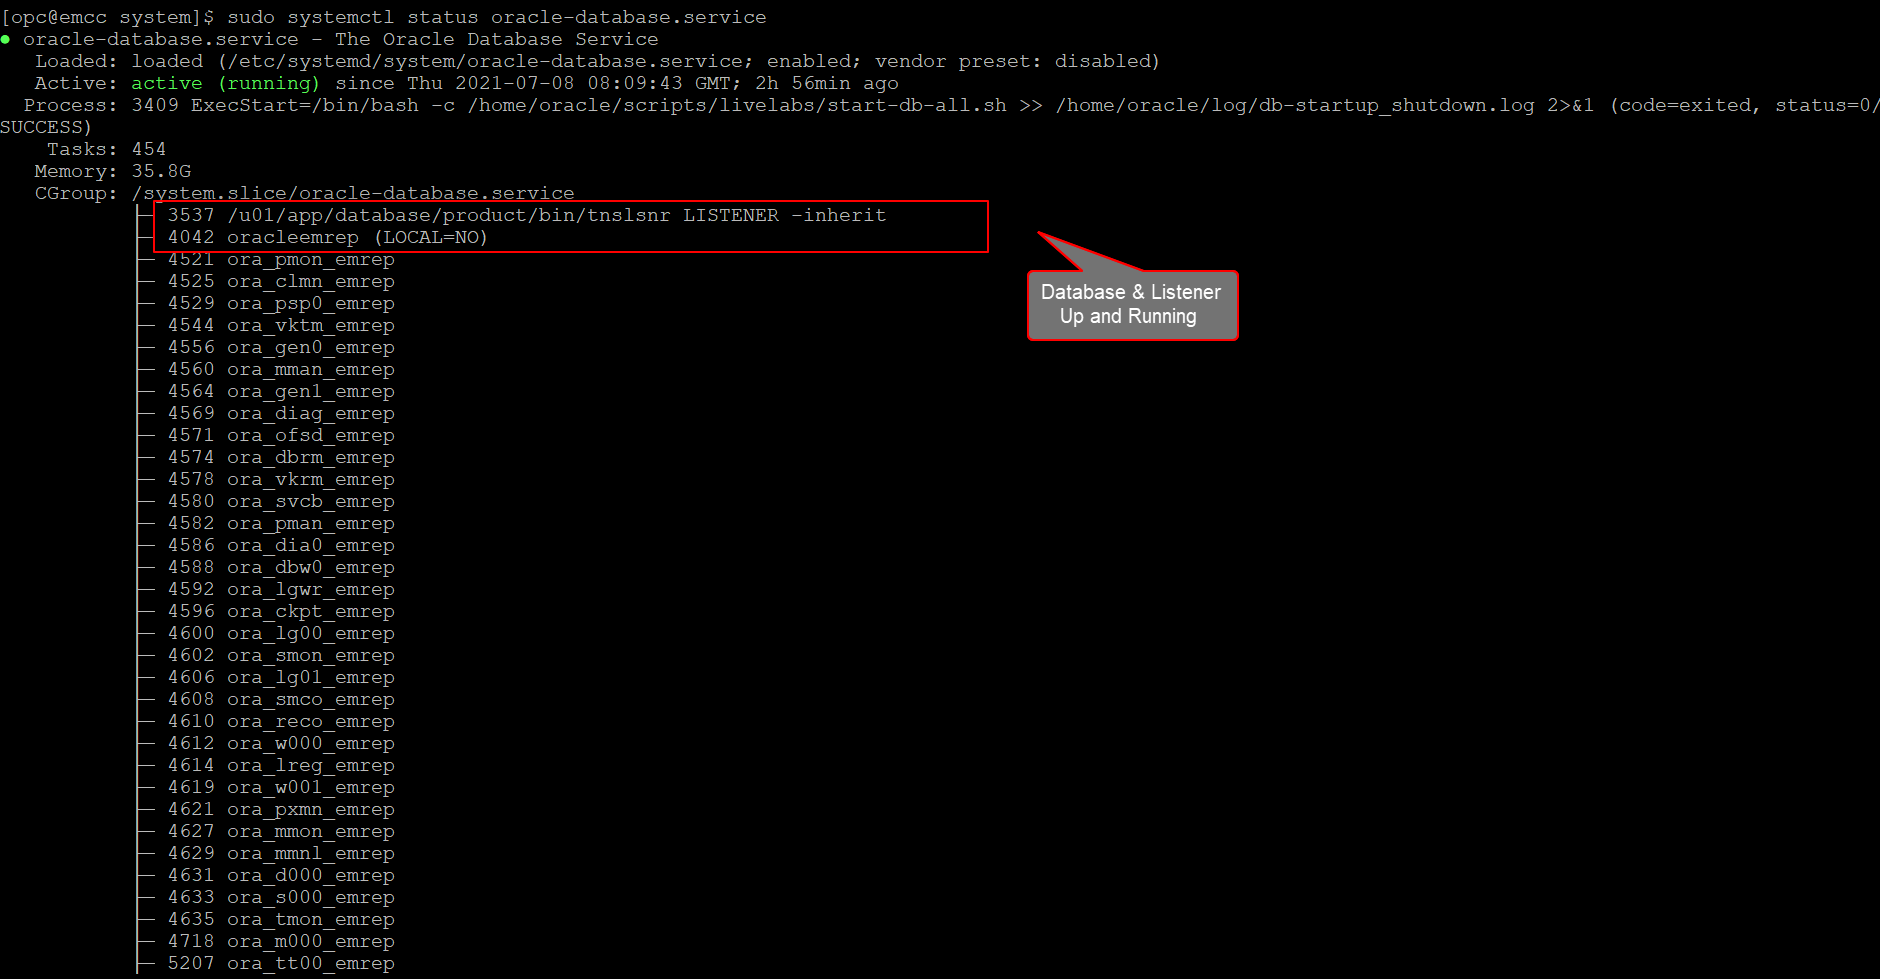 [opc@emcc system]$ sudo systemctl status oracle-database.service
● oracle-database.service - The Oracle Database Service
Loaded: loaded (/etc/systemd/system/oracle-database.service; enabled; vendor preset: disabled)
Active: active (running) since Thu 2021-07-08 08:09:43 GMT; 2h 56min ago
Process: 3409 ExecStart=/bin/bash -c /home/oracle/scripts/livelabs/start-db-all.sh >> /home/oracle/log/db-startup_shutdown.log 2>&1 (code=exited, status=0/
SUCCESS)
Tasks: 454
Memory: 35.8G
CGroup: /system.slice/oracle-database.service
├─ 3537 /u01/app/database/product/bin/tnslsnr LISTENER -inherit
├─ 4042 oracleemrep (LOCAL=NO)
├─ 4521 ora_pmon_emrep
├─ 4525 ora_clmn_emrep
Database & Listener
Up and Running
├─ 4529 ora_psp0_emrep
├─ 4544 ora_vktm_emrep
├─ 4556 ora_gen0_emrep
├─ 4560 ora_mman_emrep
├─ 4564 ora_gen1_emrep
├─ 4569 ora_diag_emrep
├─ 4571 ora_ofsd_emrep
├─ 4574 ora_dbrm_emrep
├─ 4578 ora_vkrm_emrep
├─ 4580 ora_svcb_emrep
├─ 4582 ora_pman_emrep
├─ 4586 ora_dia0_emrep
├─ 4588 ora_dbw0_emrep
├─ 4592 ora_lgwr_emrep
├─ 4596 ora_ckpt_emrep
├─ 4600 ora_lg00_emrep
├─ 4602 ora_smon_emrep
├─ 4606 ora_lg01_emrep
├─ 4608 ora_smco_emrep
├─ 4610 ora_reco_emrep
├─ 4612 ora_w000_emrep
├─ 4614 ora_lreg_emrep
├─ 4619 ora_w001_emrep
├─ 4621 ora_pxmn_emrep
├─ 4627 ora_mmon_emrep
├─ 4629 ora_mmnl_emrep
├─ 4631 ora_d000_emrep
├─ 4633 ora_s000_emrep
├─ 4635 ora_tmon_emrep
├─ 4718 ora_m000_emrep
├─ 5207 ora_tt00_emrep